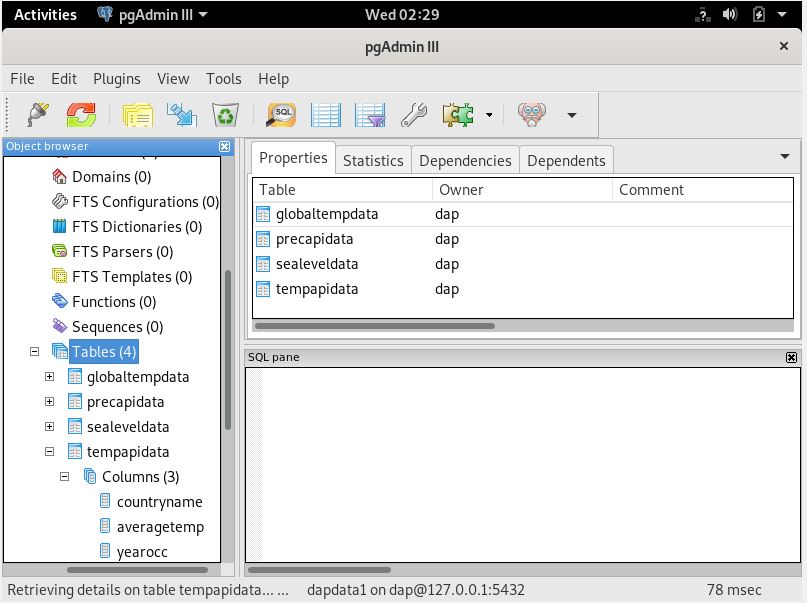 Activities pgAdmin III Wed 02:29
pgAdmin III
File Edit Plugins View Tools Help
SQL
Object browser
Domains (0)
FTS Configurations (0)
FTS Dictionaries (0)
FTS Parsers (0)
FTS Templates (0)
Functions (0)
Sequences (0)
Tables (4)
globaltempdata
precapidata
sealeveldata
tempapidata
Columns (3)
countryname
averagetemp
yearocc
Properties Statistics Dependencies Dependents
Table Owner Comment
globaltempdata dap
precapidata dap
sealeveldata dap
tempapidata dap
SQL pane
Retrieving details on table tempapidata... ... dapdata1 on dap@127.0.0.1:5432 78 msec